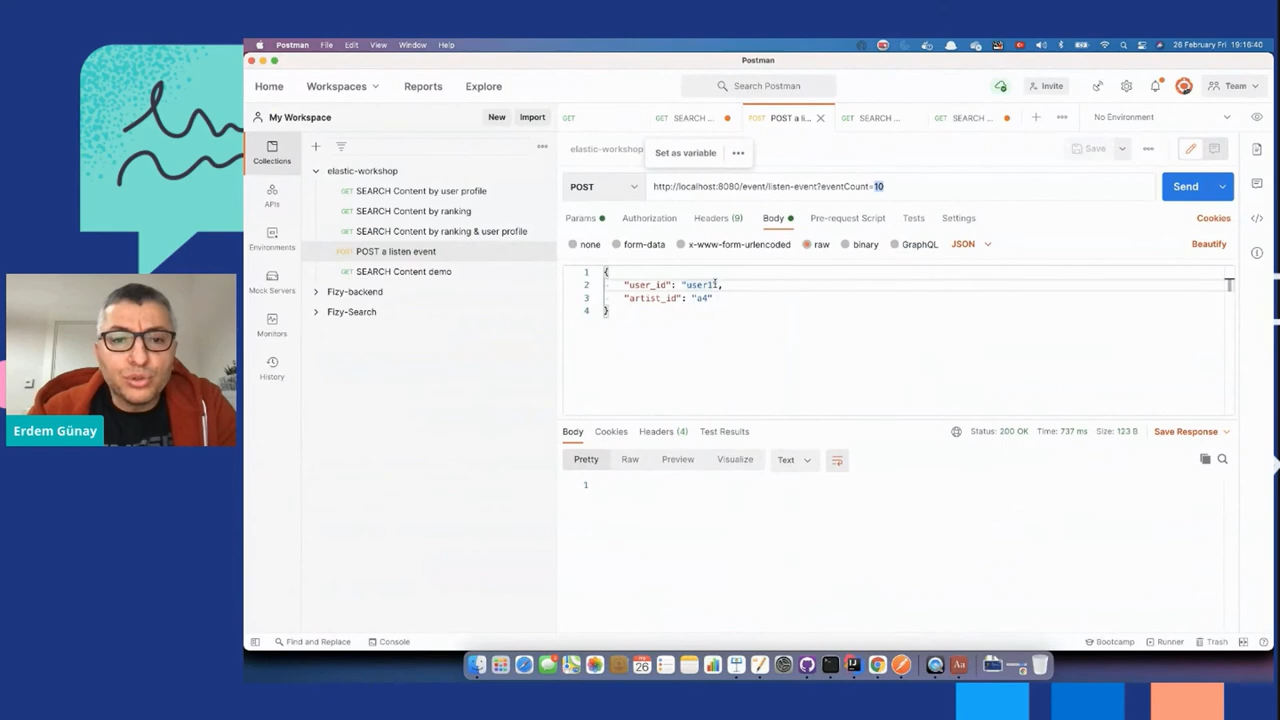 Postman File Edit View Window Help 26 February Fri 19:16:40
Postman
Home Workspaces Reports Explore Search Postman Invite Team
My Workspace New Import
GET GET SEARCH ... POST POST a li... GET SEARCH ... GET SEARCH ... No Environment
Collections
APIs
Environments
Mock Servers
Monitors
History
elastic-workshop
GET SEARCH Content by user profile
GET SEARCH Content by ranking
GET SEARCH Content by ranking & user profile
POST POST a listen event
GET SEARCH Content demo
Fizy-backend
Fizy-Search
elastic-workshop Set as variable Save
POST http://localhost:8080/event/listen-event?eventCount=10 Send
Params Authorization Headers (9) Body Pre-request Script Tests Settings Cookies
none form-data x-www-form-urlencoded raw binary GraphQL JSON Beautify
1 {
2 "user_id": "user1",
3 "artist_id": "a4"
4 }
Body Cookies Headers (4) Test Results Status: 200 OK Time: 737 ms Size: 123 B Save Response
Pretty Raw Preview Visualize Text
1
Erdem Günay
Find and Replace Console Bootcamp Runner Trash
26
Aa